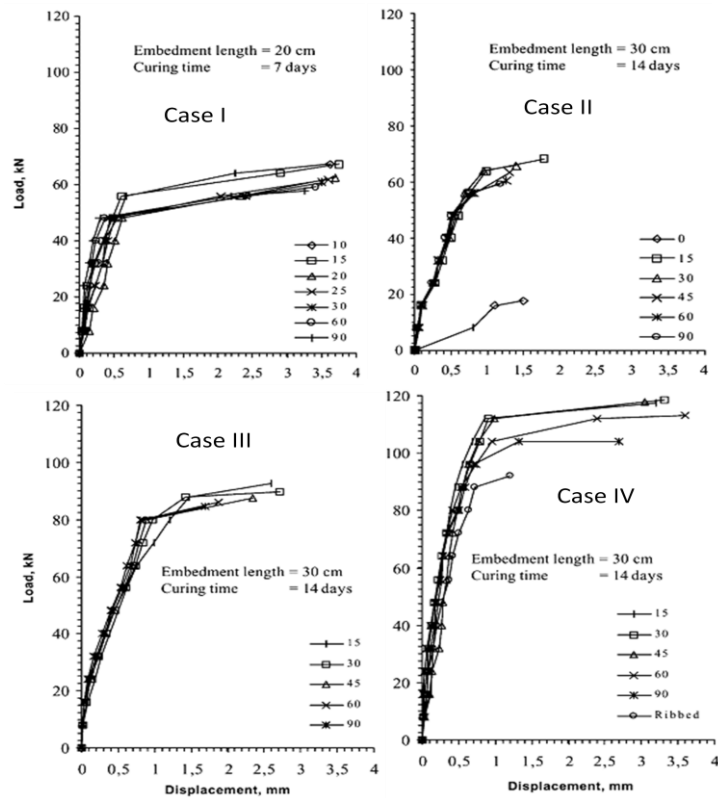 120
100
80
60
40
20
0
Load, kN
Embedment length = 20 cm
Curing time = 7 days
Case I
10
15
20
25
30
60
90
0 0,5 1 1,5 2 2,5 3 3,5 4
120
100
80
60
40
20
0
Embedment length = 30 cm
Curing time = 14 days
Case II
0
15
30
45
60
90
0 0,5 1 1,5 2 2,5 3 3,5 4
120
100
80
60
40
20
0
Load, kN
Case III
Embedment length = 30 cm
Curing time = 14 days
15
30
45
60
90
0 0,5 1 1,5 2 2,5 3 3,5 4
Displacement, mm
120
100
80
60
40
20
0
Case IV
Embedment length = 30 cm
Curing time = 14 days
15
30
45
60
90
Ribbed
0 0,5 1 1,5 2 2,5 3 3,5 4
Displacement, mm